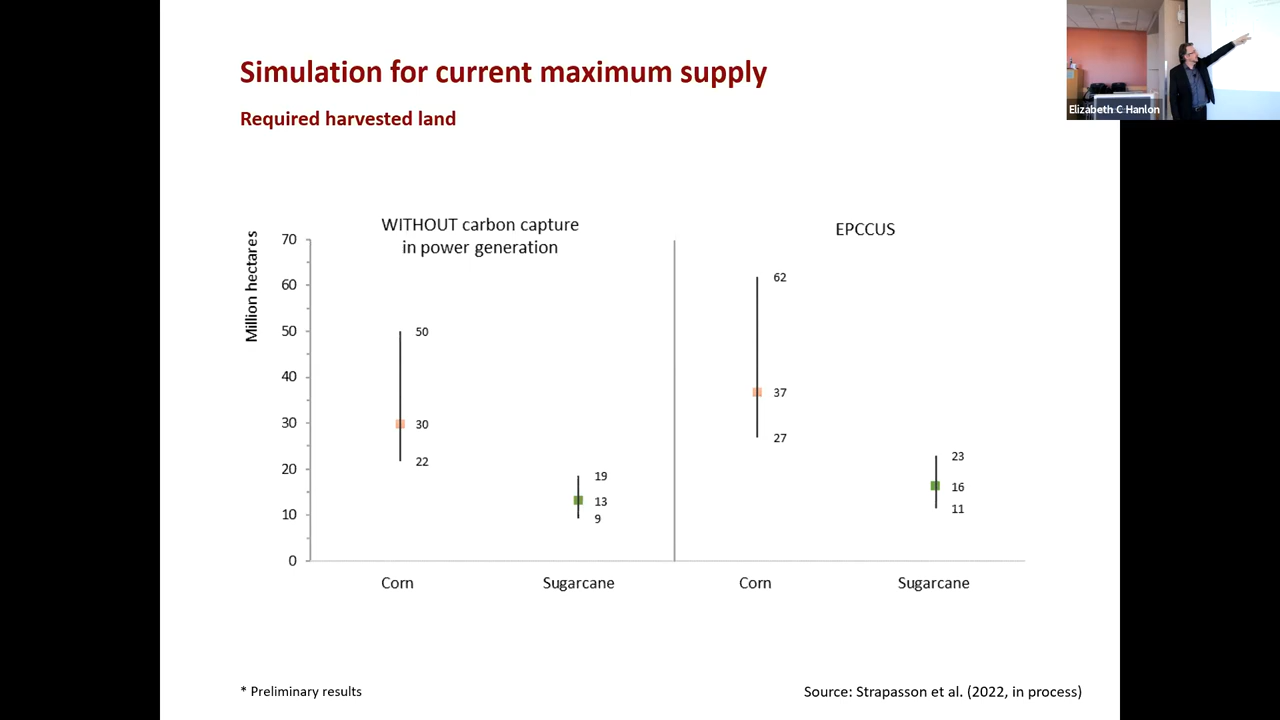 Simulation for current maximum supply
Required harvested land
Elizabeth C Hanlon
Million hectares
WITHOUT carbon capture
in power generation
EPCCUS
70
60
50
40
30
20
10
0
50
30
22
19
13
9
62
37
27
23
16
11
Corn
Sugarcane
Corn
Sugarcane
* Preliminary results
Source: Strapasson et al. (2022, in process)